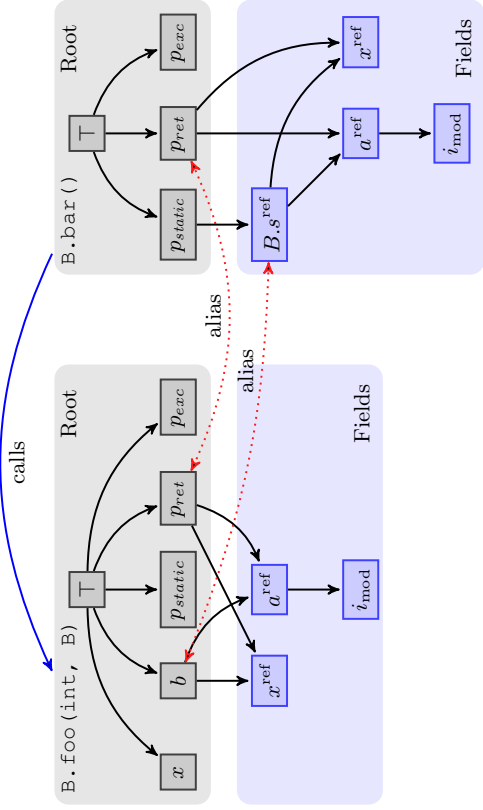 calls
B.foo(int, B)
Root
⊤
x
b
p_static
p_ret
p_exc
x^ref
a^ref
i_mod
Fields
alias
alias
B.bar()
Root
⊤
p_static
p_ret
p_exc
B.s^ref
a^ref
x^ref
i_mod
Fields